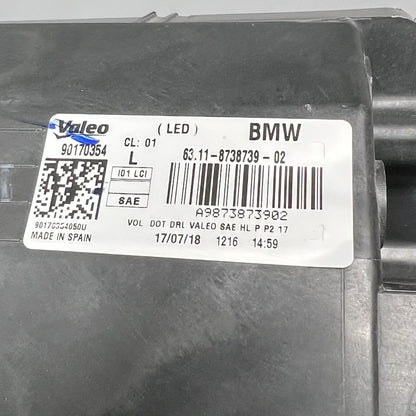 Valeo (LED) BMW
90170354 CL: 01 63.11-8738739-02
L
I01 LCI
SAE A9873873902
VOL DOT DRL VALEO SAE HL P P2 17
MADE IN SPAIN 17/07/18 1216 14:59